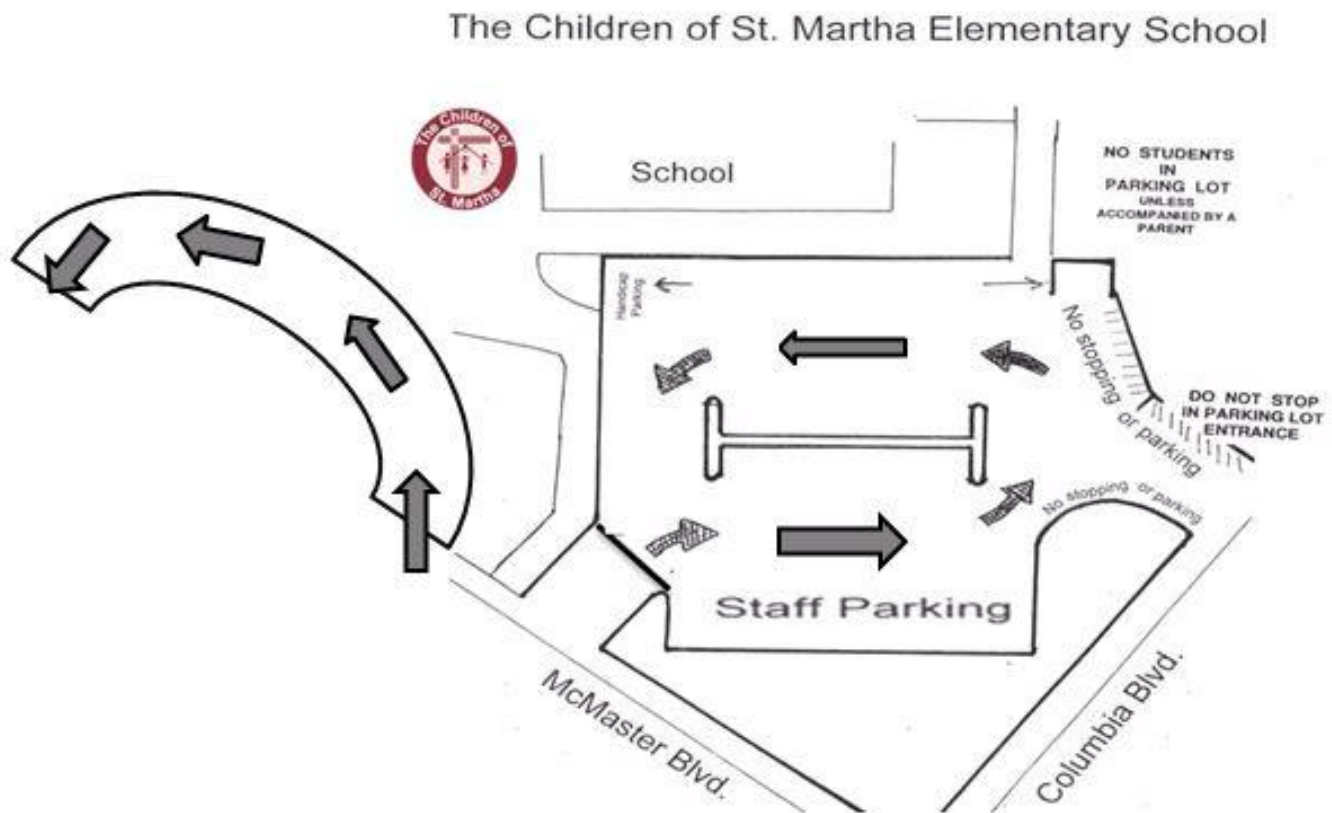 The Children of St. Martha Elementary School
The Children of
St. Martha
School
NO STUDENTS
IN
PARKING LOT
UNLESS
ACCOMPANIED BY A
PARENT
Handicap
Parking
No stopping or parking
DO NOT STOP
IN PARKING LOT
ENTRANCE
No stopping or parking
Staff Parking
McMaster Blvd.
Columbia Blvd.